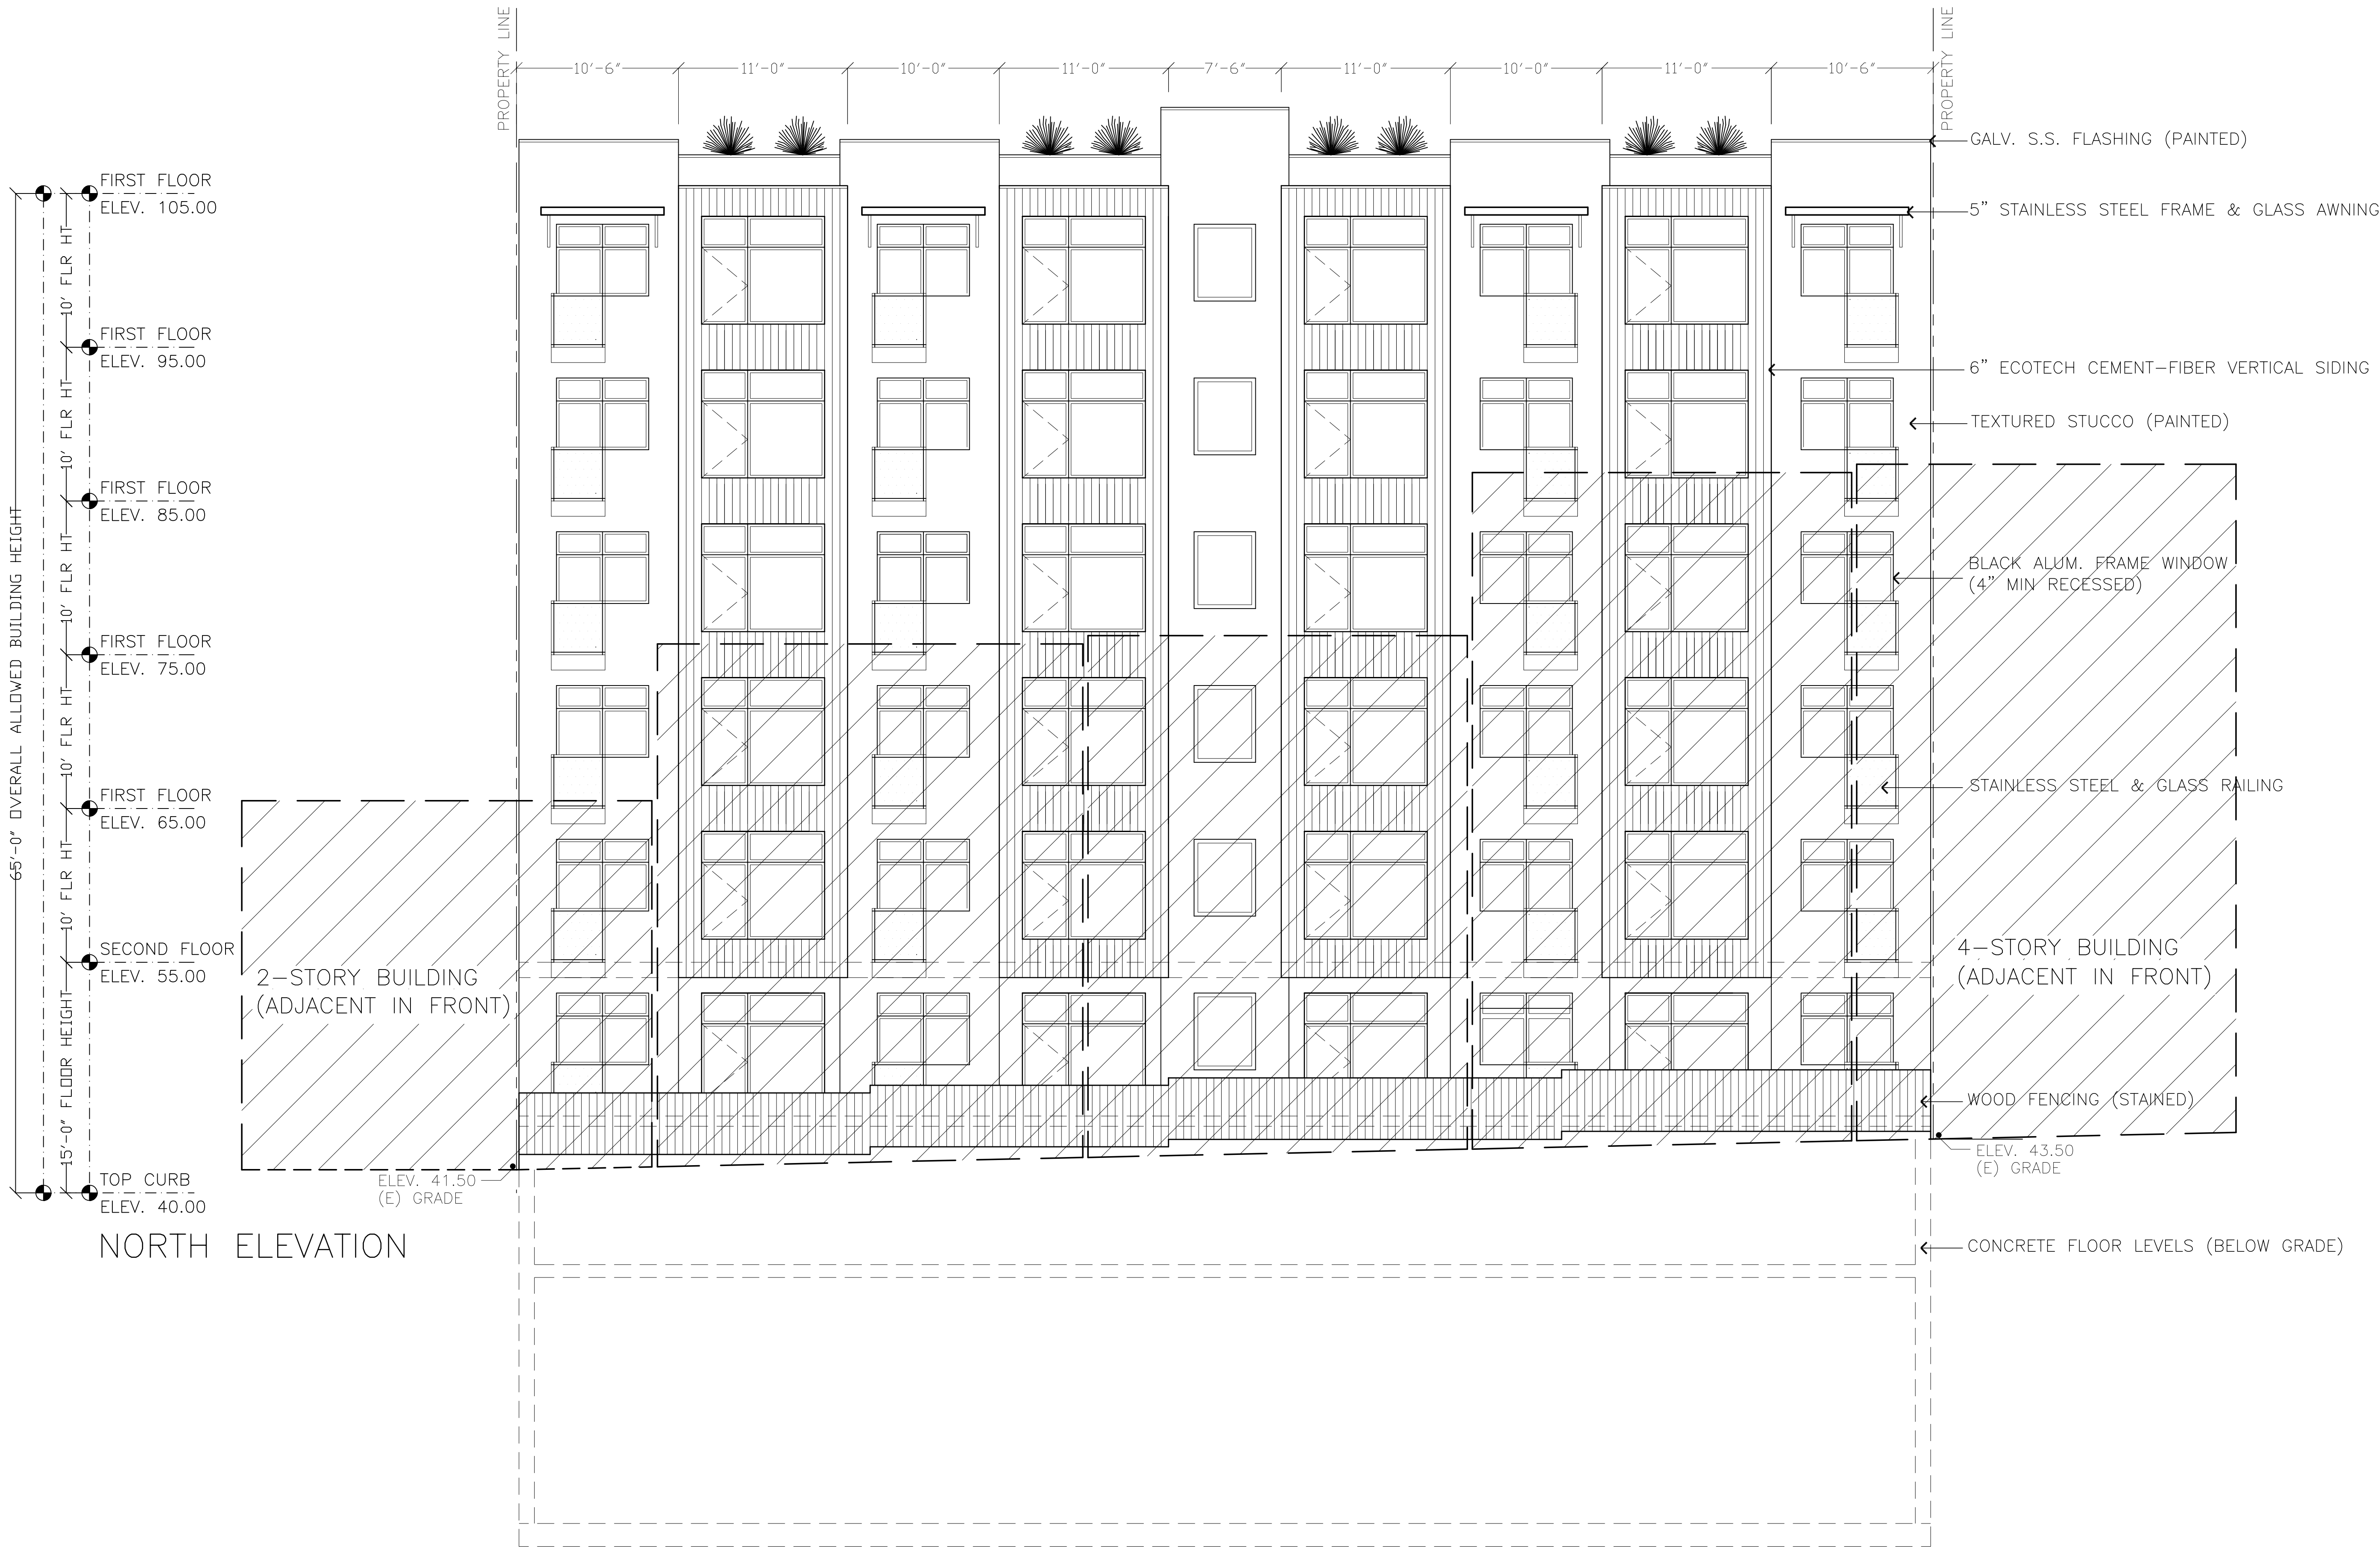 PROPERTY LINE
PROPERTY LINE
10'-6"
11'-0"
10'-0"
11'-0"
7'-6"
11'-0"
10'-0"
11'-0"
10'-6"
GALV. S.S. FLASHING (PAINTED)
5" STAINLESS STEEL FRAME & GLASS AWNING
6" ECOTECH CEMENT-FIBER VERTICAL SIDING
TEXTURED STUCCO (PAINTED)
BLACK ALUM. FRAME WINDOW
(4" MIN RECESSED)
STAINLESS STEEL & GLASS RAILING
4-STORY BUILDING
(ADJACENT IN FRONT)
WOOD FENCING (STAINED)
ELEV. 43.50
(E) GRADE
CONCRETE FLOOR LEVELS (BELOW GRADE)
FIRST FLOOR
ELEV. 105.00
10' FLR HT
FIRST FLOOR
ELEV. 95.00
10' FLR HT
FIRST FLOOR
ELEV. 85.00
10' FLR HT
FIRST FLOOR
ELEV. 75.00
10' FLR HT
FIRST FLOOR
ELEV. 65.00
10' FLR HT
SECOND FLOOR
ELEV. 55.00
15'-0" FLOOR HEIGHT
TOP CURB
ELEV. 40.00
65'-0" OVERALL ALLOWED BUILDING HEIGHT
2-STORY BUILDING
(ADJACENT IN FRONT)
ELEV. 41.50
(E) GRADE
NORTH ELEVATION